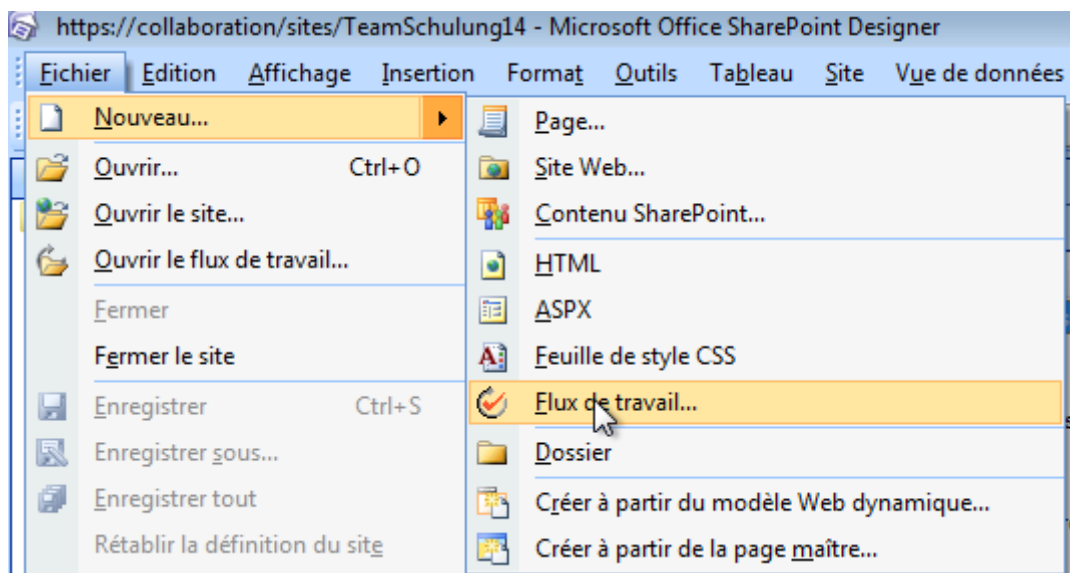 https://collaboration/sites/TeamSchulung14 - Microsoft Office SharePoint Designer
Fichier Edition Affichage Insertion Format Outils Tableau Site Vue de données
Nouveau...
Ouvrir... Ctrl+O
Ouvrir le site...
Ouvrir le flux de travail...
Fermer
Fermer le site
Enregistrer Ctrl+S
Enregistrer sous...
Enregistrer tout
Rétablir la définition du site
Page...
Site Web...
Contenu SharePoint...
HTML
ASPX
Feuille de style CSS
Flux de travail...
Dossier
Créer à partir du modèle Web dynamique...
Créer à partir de la page maître...